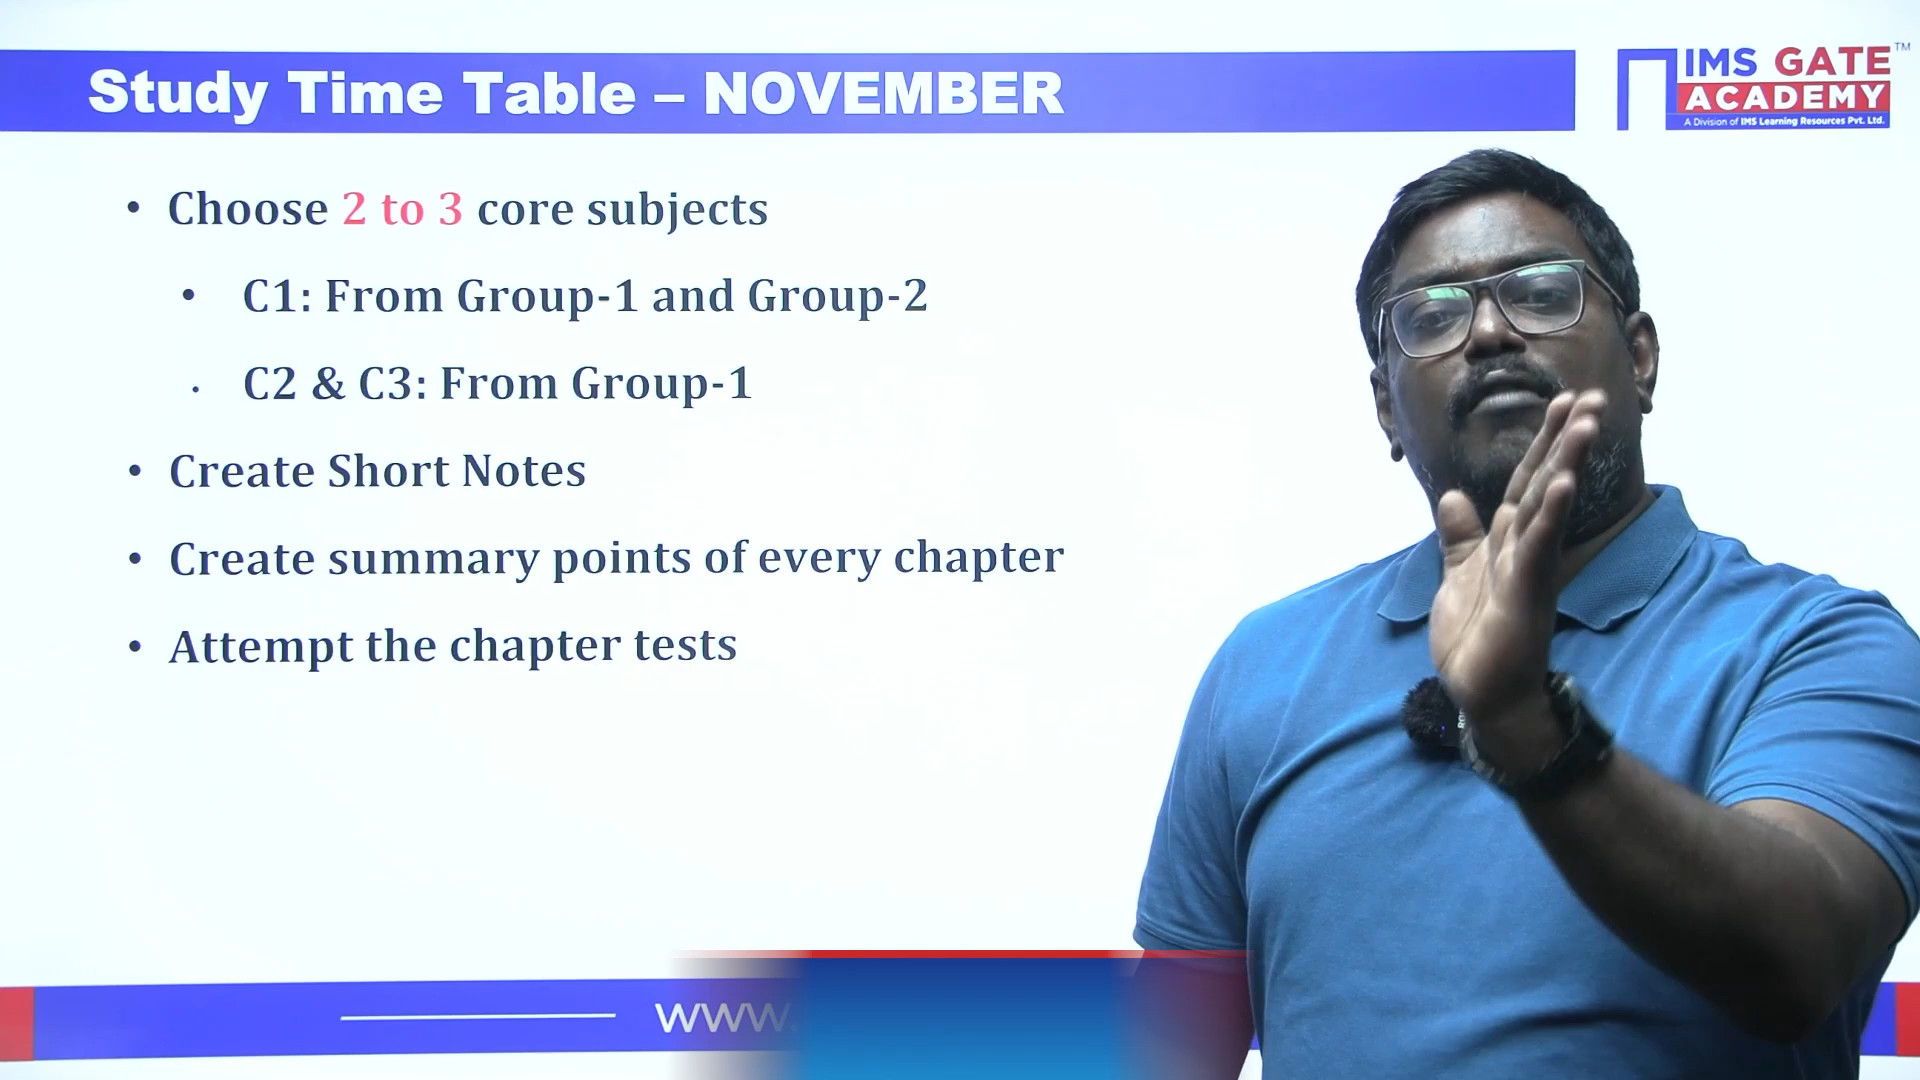 Study Time Table – NOVEMBER
IMS GATE
ACADEMY
TM
A Division of IMS Learning Resources Pvt. Ltd.
• Choose 2 to 3 core subjects
• C1: From Group-1 and Group-2
• C2 & C3: From Group-1
• Create Short Notes
• Create summary points of every chapter
• Attempt the chapter tests
www.